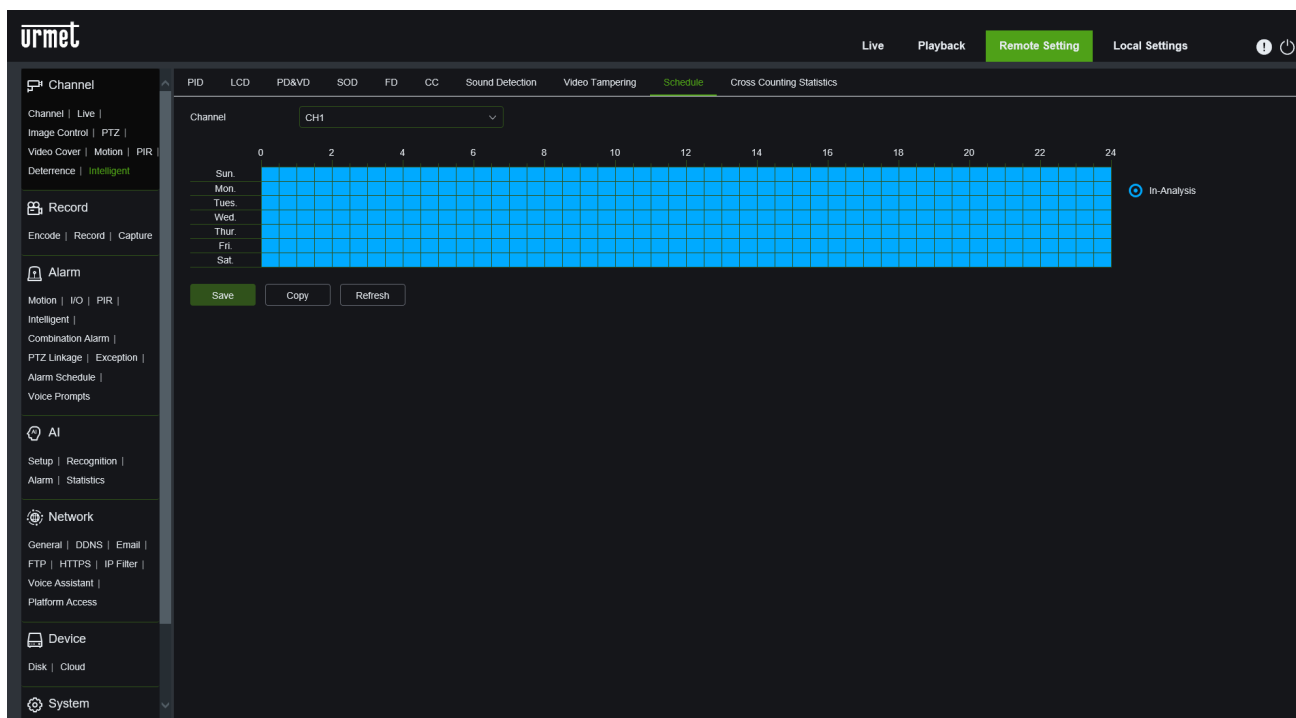 urmet
Live Playback Remote Setting Local Settings
Channel
Channel | Live |
Image Control | PTZ |
Video Cover | Motion | PIR |
Deterrence | Intelligent
Record
Encode | Record | Capture
Alarm
Motion | I/O | PIR |
Intelligent |
Combination Alarm |
PTZ Linkage | Exception |
Alarm Schedule |
Voice Prompts
AI
Setup | Recognition |
Alarm | Statistics
Network
General | DDNS | Email |
FTP | HTTPS | IP Filter |
Voice Assistant |
Platform Access
Device
Disk | Cloud
System
PID LCD PD&VD SOD FD CC Sound Detection Video Tampering Schedule Cross Counting Statistics
Channel CH1
0 2 4 6 8 10 12 14 16 18 20 22 24
Sun.
Mon.
Tues.
Wed.
Thur.
Fri.
Sat.
In-Analysis
Save Copy Refresh